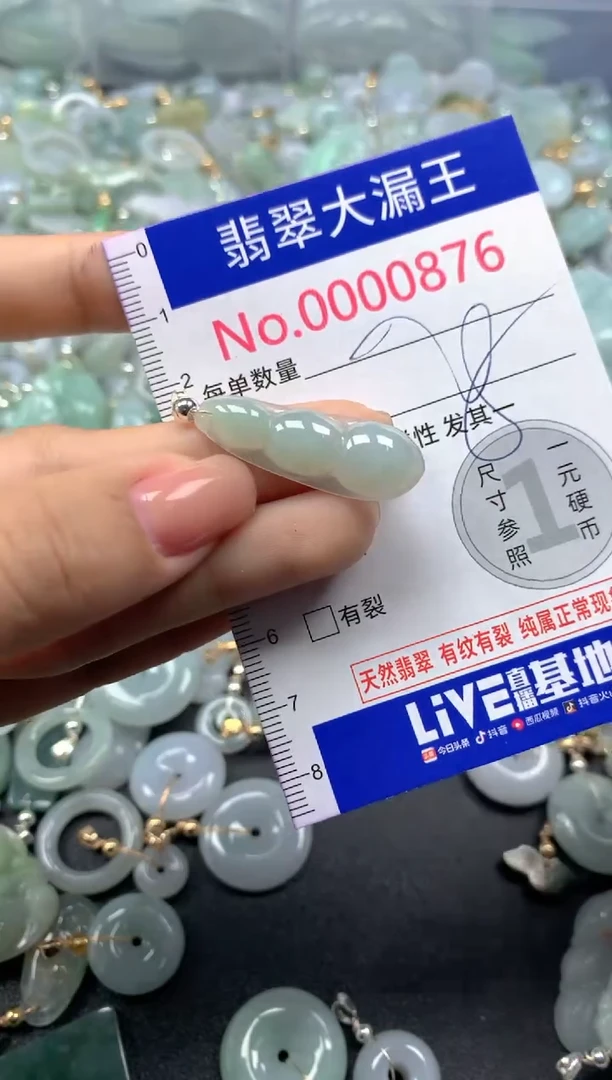 翡翠大漏王
No.0000876
0
1
2
每单数量
性 发其一
尺寸参照
1
一元硬币
6
有裂
天然翡翠 有纹有裂 纯属正常现
7
LiVE直播基地
8
今日头条 抖音 西瓜视频 抖音火